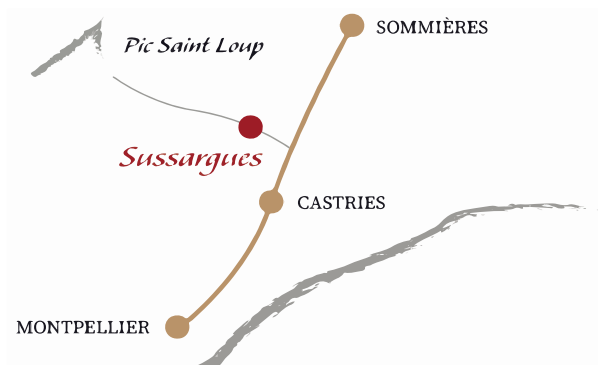 SOMMIÈRES
Pic Saint Loup
Sussargues
CASTRIES
MONTPELLIER